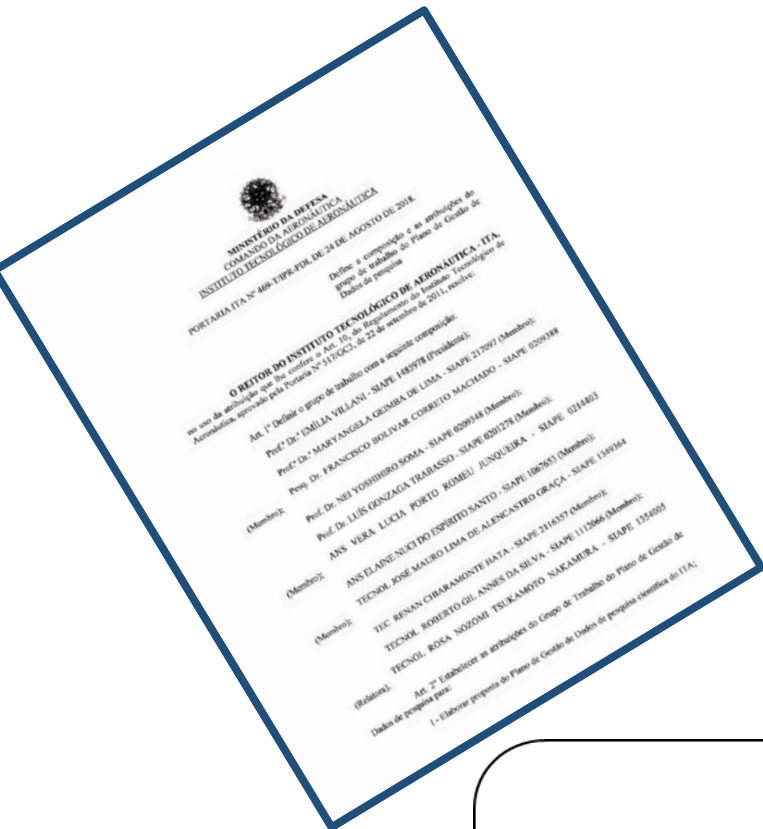 MINISTÉRIO DA DEFESA
COMANDO DA AERONÁUTICA
INSTITUTO TECNOLÓGICO DE AERONÁUTICA
PORTARIA ITA Nº 469-T/IPR-PDI, DE 24 DE AGOSTO DE 2018.
Define a composição e as atribuições do
grupo de trabalho do Plano de Gestão de
Dados de pesquisa
O REITOR DO INSTITUTO TECNOLÓGICO DE AERONÁUTICA - ITA,
no uso da atribuição que lhe confere o Art. 10, do Regulamento do Instituto Tecnológico de
Aeronáutica, aprovado pela Portaria Nº 517/GC3, de 22 de setembro de 2011, resolve:
Art. 1º Definir o grupo de trabalho com a seguinte composição:
Prof.ª Dr.ª EMÍLIA VILLANI - SIAPE 1485978 (Presidente);
Prof.ª Dr.ª MARYANGELA GEIMBA DE LIMA - SIAPE 217097 (Membro);
Pesq. Dr. FRANCISCO BOLIVAR CORRETO MACHADO - SIAPE 0209388
(Membro);
Prof. Dr. NEI YOSHIHIRO SOMA - SIAPE 0209348 (Membro);
Prof. Dr. LUÍS GONZAGA TRABASSO - SIAPE 0201278 (Membro);
ANS VERA LUCIA PORTO ROMEU JUNQUEIRA - SIAPE 0214403
(Membro);
ANS ELAINE NUCI DO ESPÍRITO SANTO - SIAPE 1067653 (Membro);
TECNOL JOSÉ MAURO LIMA DE ALENCASTRO GRAÇA - SIAPE 1549364
(Membro);
TEC RENAN CHIARAMONTE HATA - SIAPE 2116357 (Membro);
TECNOL ROBERTO GIL ANNES DA SILVA - SIAPE 1112066 (Membro);
TECNOL ROSA NOZOMI TSUKAMOTO NAKAMURA - SIAPE 1554005
(Relatora).
Art. 2º Estabelecer as atribuições do Grupo de Trabalho do Plano de Gestão de
Dados de pesquisa para:
I - Elaborar proposta do Plano de Gestão de Dados de pesquisa científica do ITA;